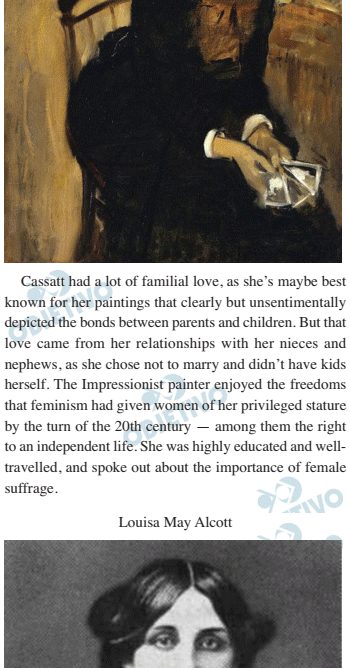 Cassatt had a lot of familial love, as she's maybe best
known for her paintings that clearly but unsentimentally
depicted the bonds between parents and children. But that
love came from her relationships with her nieces and
nephews, as she chose not to marry and didn't have kids
herself. The Impressionist painter enjoyed the freedoms
that feminism had given women of her privileged stature
by the turn of the 20th century — among them the right
to an independent life. She was highly educated and well-
travelled, and spoke out about the importance of female
suffrage.
Louisa May Alcott
OBJETIVO
OBJETIVO